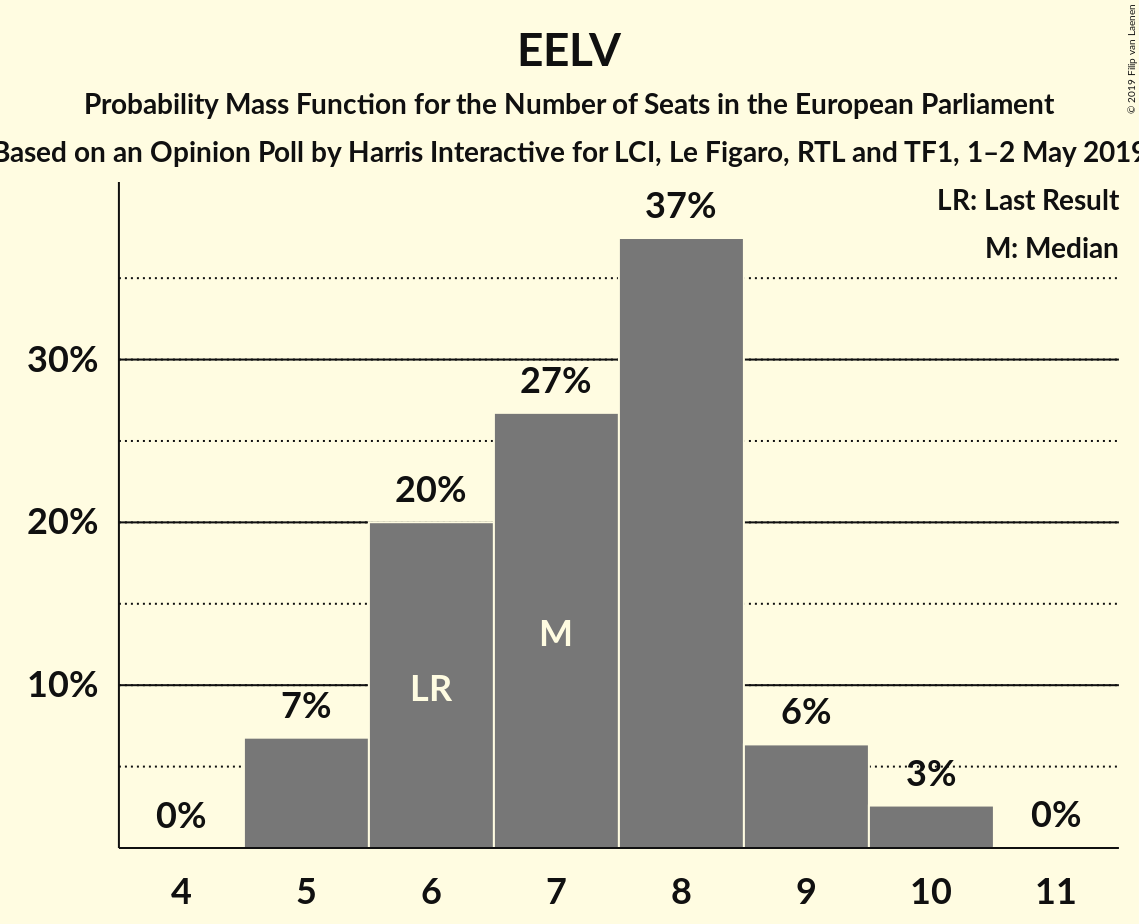 EELV
Probability Mass Function for the Number of Seats in the European Parliament
Based on an Opinion Poll by Harris Interactive for LCI, Le Figaro, RTL and TF1, 1–2 May 2019
© 2019 Filip van Laenen
LR: Last Result
M: Median
37%
30%
27%
20%
20%
M
LR
10%
7%
6%
3%
0%
0%
4 5 6 7 8 9 10 11